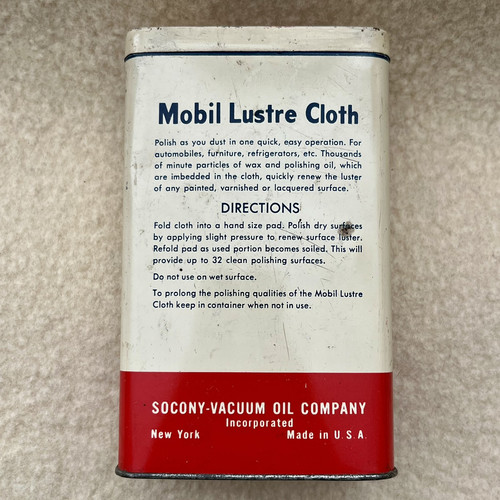 Mobil Lustre Cloth
Polish as you dust in one quick, easy operation. For
automobiles, furniture, refrigerators, etc. Thousands
of minute particles of wax and polishing oil, which
are imbedded in the cloth, quickly renew the luster
of any painted, varnished or lacquered surface.
DIRECTIONS
Fold cloth into a hand size pad. Polish dry surfaces
by applying slight pressure to renew surface luster.
Refold pad as used portion becomes soiled. This will
provide up to 32 clean polishing surfaces.
Do not use on wet surface.
To prolong the polishing qualities of the Mobil Lustre
Cloth keep in container when not in use.
SOCONY-VACUUM OIL COMPANY
Incorporated
New York Made in U.S.A.